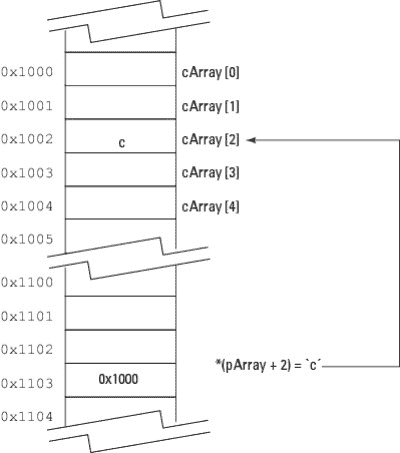 0x1000 cArray [0]
0x1001 cArray [1]
0x1002 c cArray [2]
0x1003 cArray [3]
0x1004 cArray [4]
0x1005
0x1100
0x1101
0x1102
*(pArray + 2) = `c´
0x1103 0x1000
0x1104